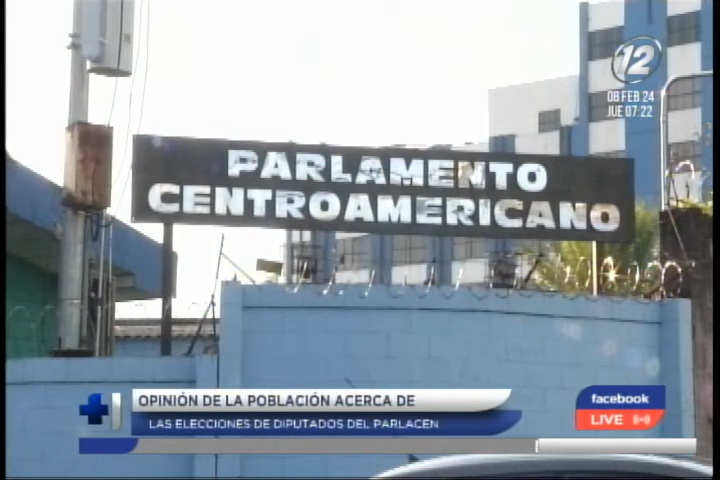 12
08 FEB 24
JUE 07:22
PARLAMENTO
CENTROAMERICANO
OPINIÓN DE LA POBLACIÓN ACERCA DE
LAS ELECCIONES DE DIPUTADOS DEL PARLACEN
facebook
LIVE